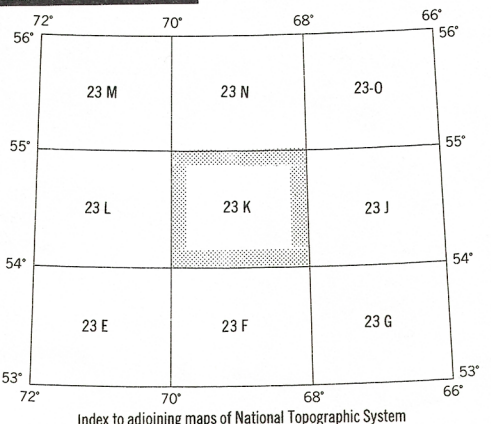 72° 70° 68° 66°
56° 56°
23 M 23 N 23-O
55° 55°
23 L 23 K 23 J
54° 54°
23 E 23 F 23 G
53° 53°
72° 70° 68° 66°
Index to adjoining maps of National Topographic System